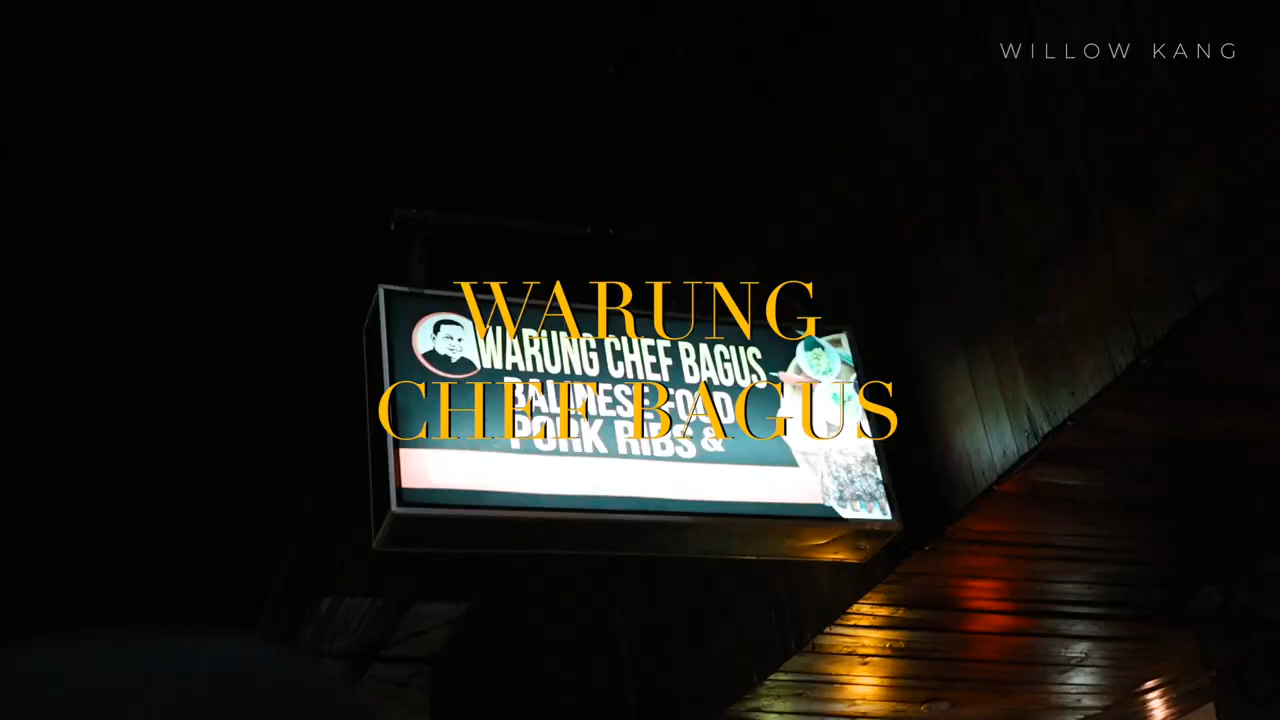 WILLOW KANG
WARUNG
CHEF BAGUS
WARUNG CHEF BAGUS
BALINESE FOOD
PORK RIBS &